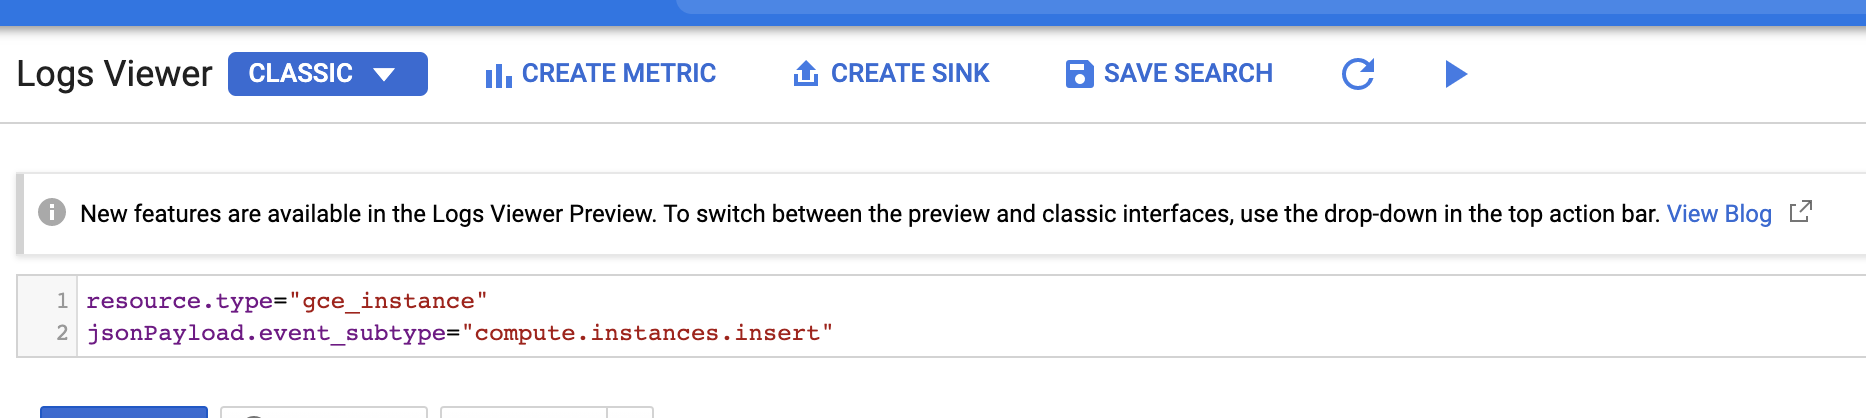 Logs Viewer CLASSIC CREATE METRIC CREATE SINK SAVE SEARCH
New features are available in the Logs Viewer Preview. To switch between the preview and classic interfaces, use the drop-down in the top action bar. View Blog
1 resource.type="gce_instance"
2 jsonPayload.event_subtype="compute.instances.insert"